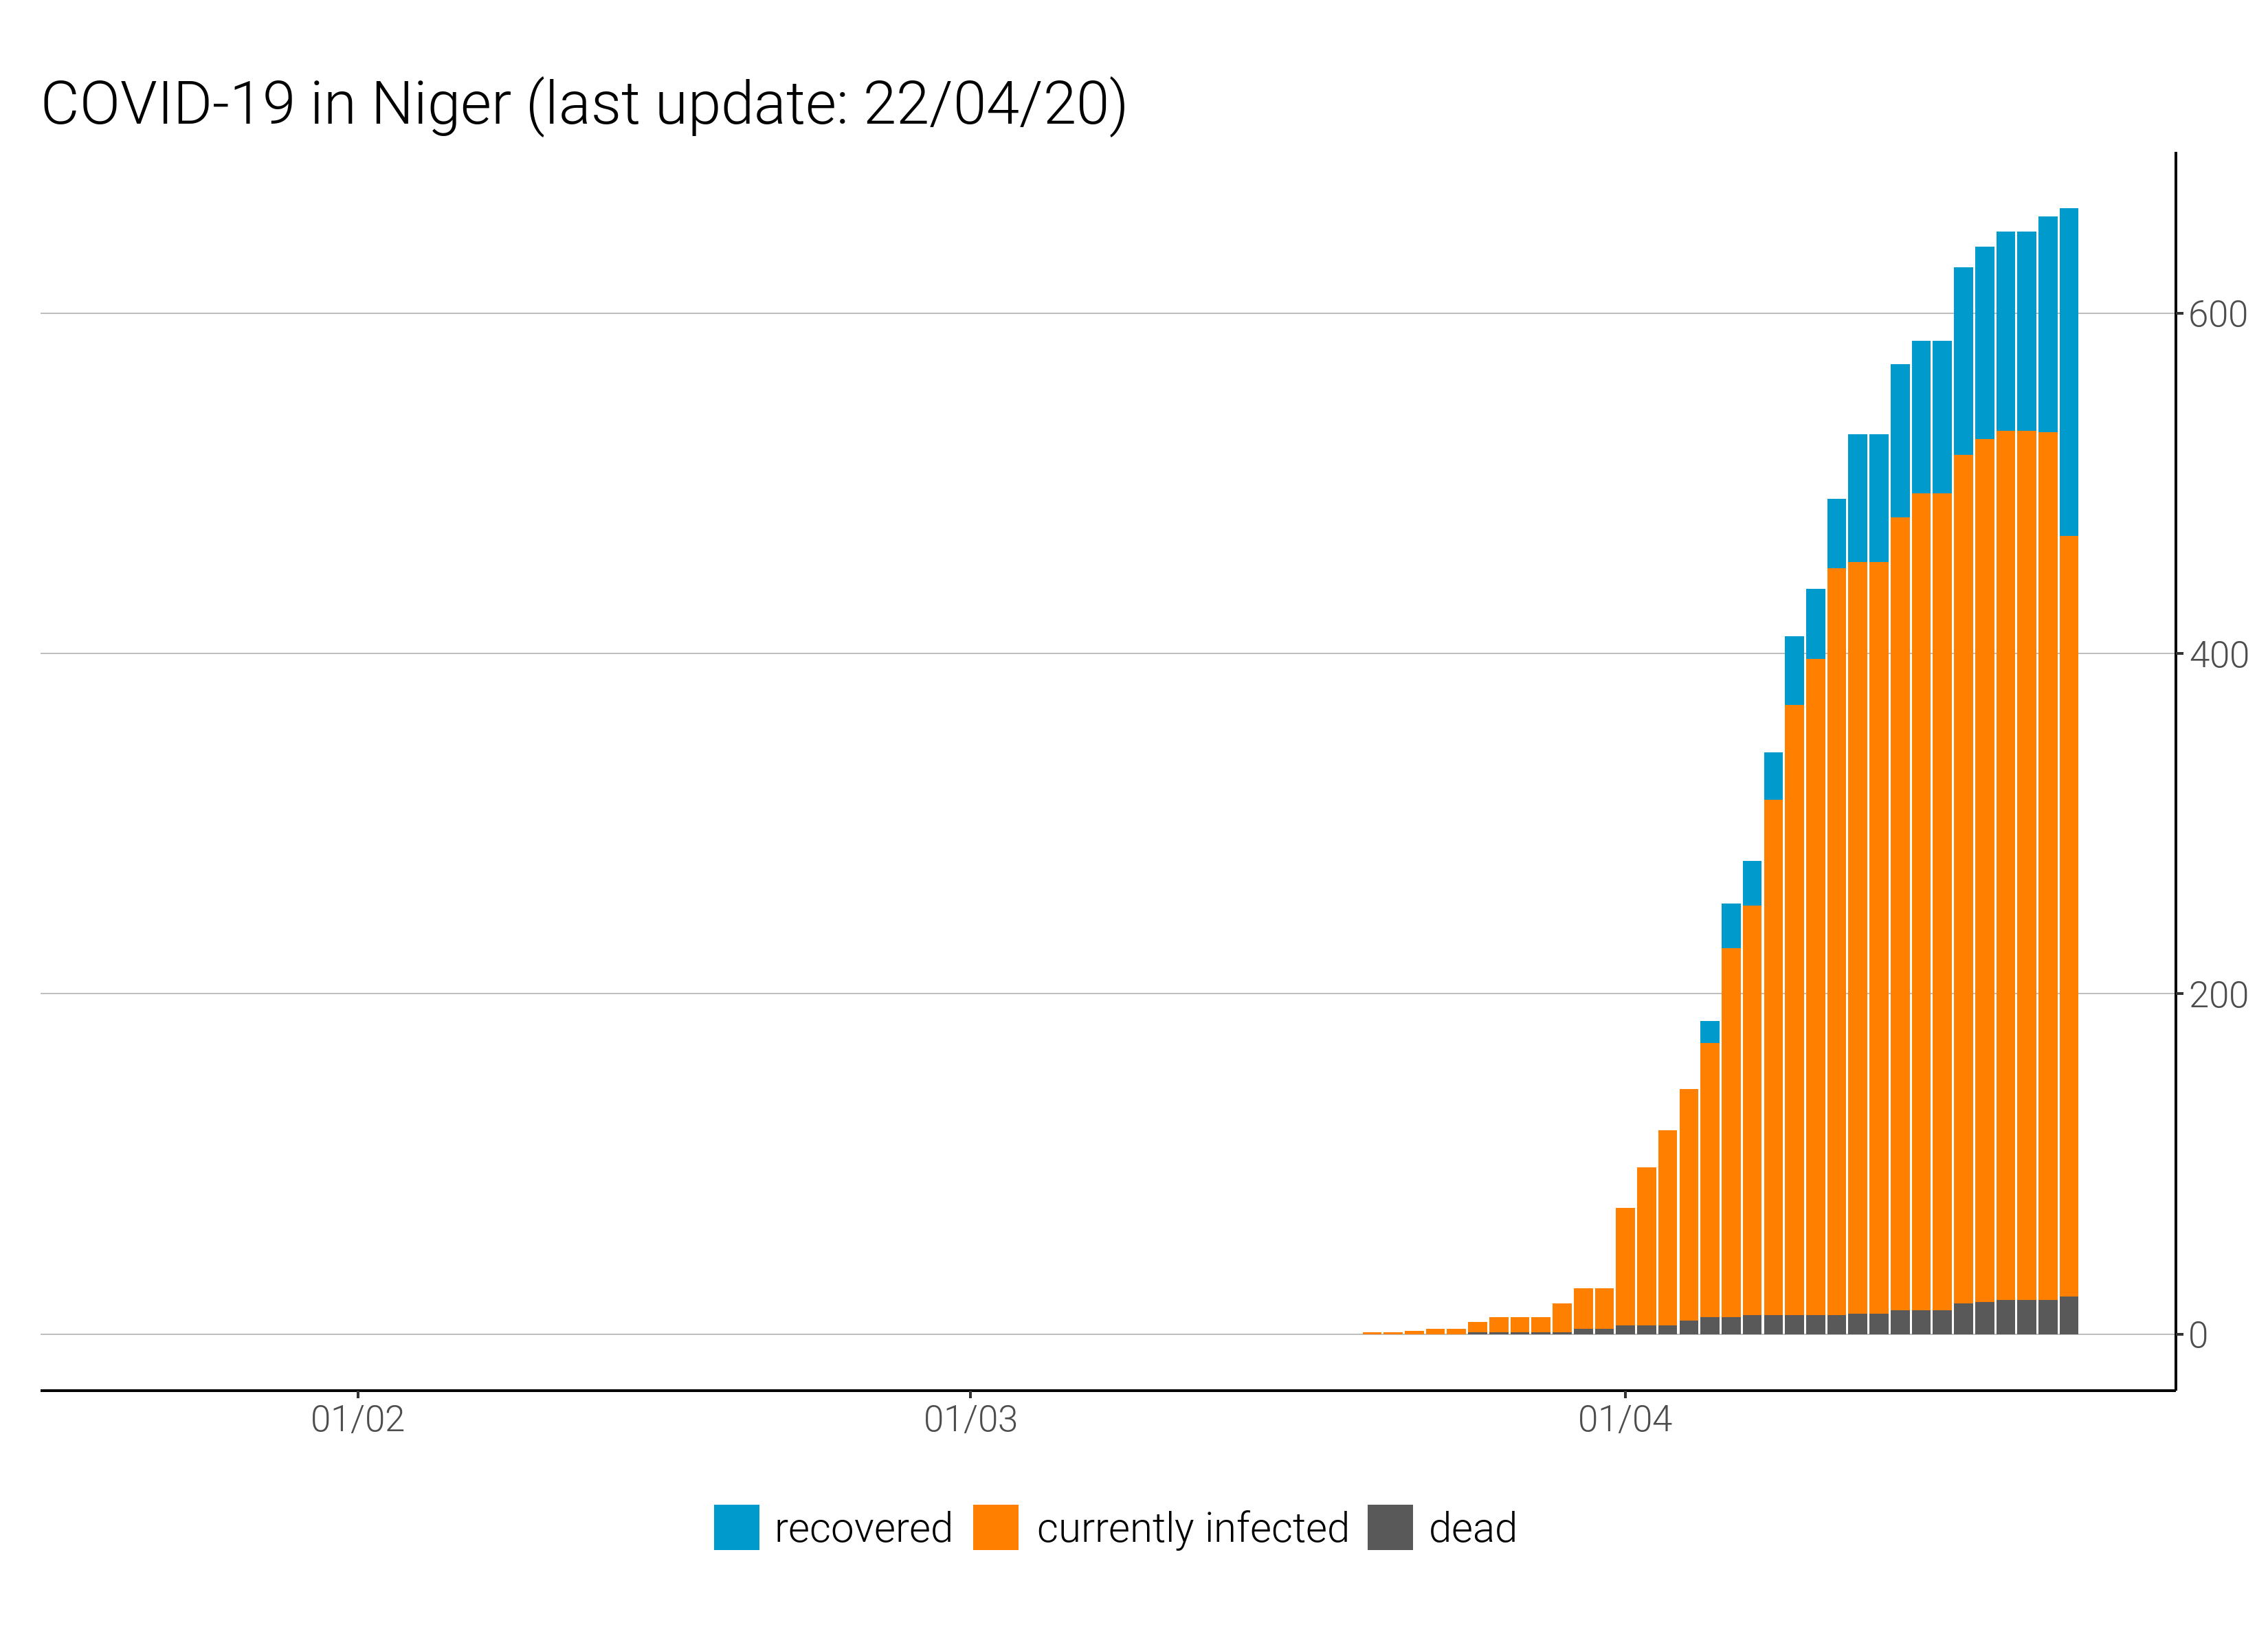 COVID-19 in Niger (last update: 22/04/20)
600
400
200
0
01/02 01/03 01/04
recovered currently infected dead